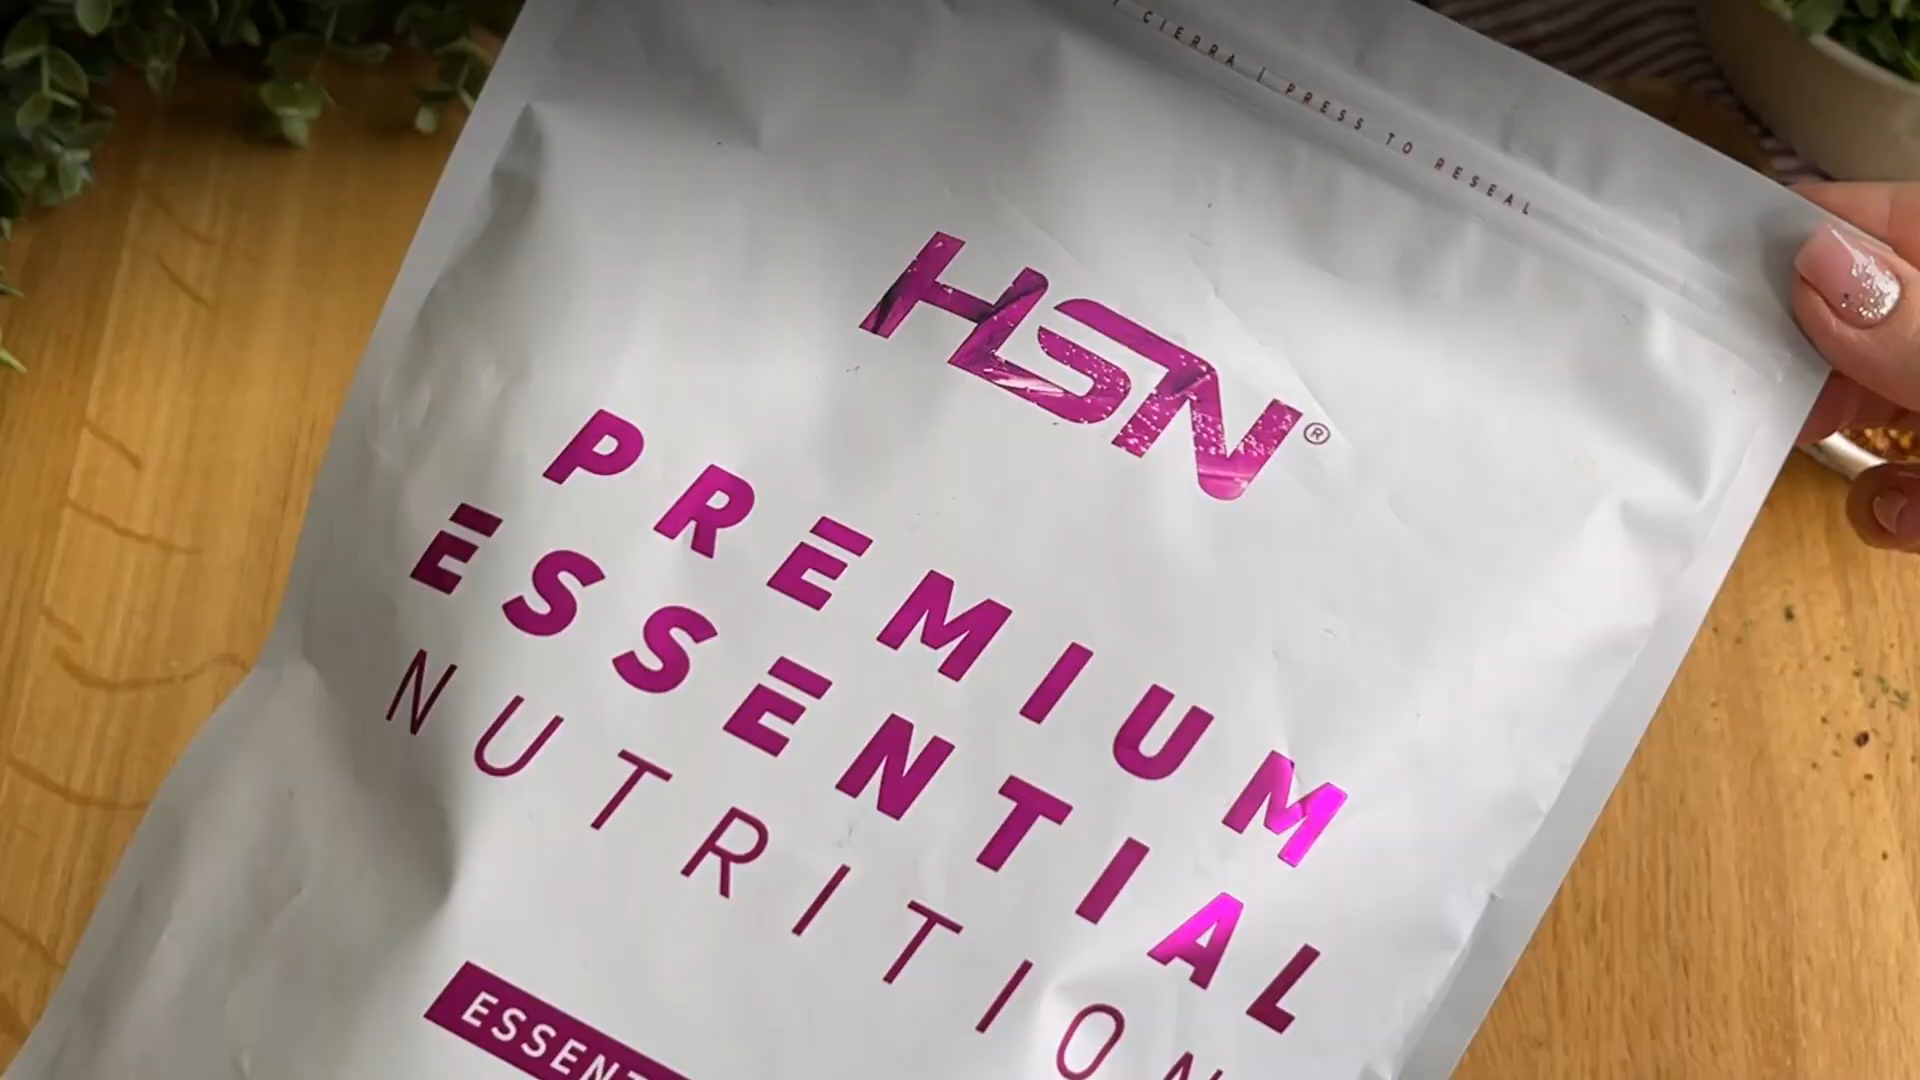 CIERRA | PRESS TO RESEAL
HSN®
PREMIUM
ESSENTIAL
NUTRITION